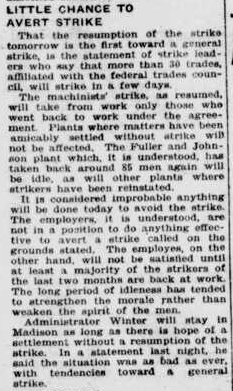 LITTLE CHANCE TO
AVERT STRIKE
That the resumption of the strike
tomorrow is the first toward a general
strike, is the statement of strike lead-
ers who say that more than 30 trades,
affiliated with the federal trades coun-
cil, will strike in a few days.
The machinists' strike, as resumed,
will take from work only those who
went back to work under the agree-
ment. Plants where matters have been
amicably settled without strike will
not be affected. The Fuller and John-
son plant which, it is understood, has
taken back around 85 men again will
be idle, as will other plants where
strikers have been reinstated.
It is considered improbable anything
will be done today to avoid the strike.
The employers, it is understood, are
not in a position to do anything effec-
tive to avert a strike called on the
grounds stated. The employes, on the
other hand, will not be satisfied until
at least a majority of the strikers of
the last two months are back at work.
The long period of idleness has tended
to strengthen the morale rather than
weaken the spirit of the men.
Administrator Winter will stay in
Madison as long as there is hope of a
settlement without a resumption of the
strike. In a statement last night, he
said the situation was as bad as ever,
with tendencies toward a general
strike.